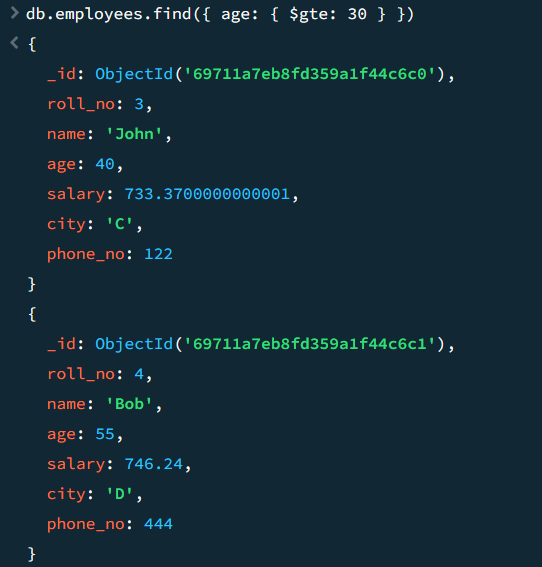 > db.employees.find({ age: { $gte: 30 } })
< {
_id: ObjectId('69711a7eb8fd359a1f44c6c0'),
roll_no: 3,
name: 'John',
age: 40,
salary: 733.3700000000001,
city: 'C',
phone_no: 122
}
{
_id: ObjectId('69711a7eb8fd359a1f44c6c1'),
roll_no: 4,
name: 'Bob',
age: 55,
salary: 746.24,
city: 'D',
phone_no: 444
}